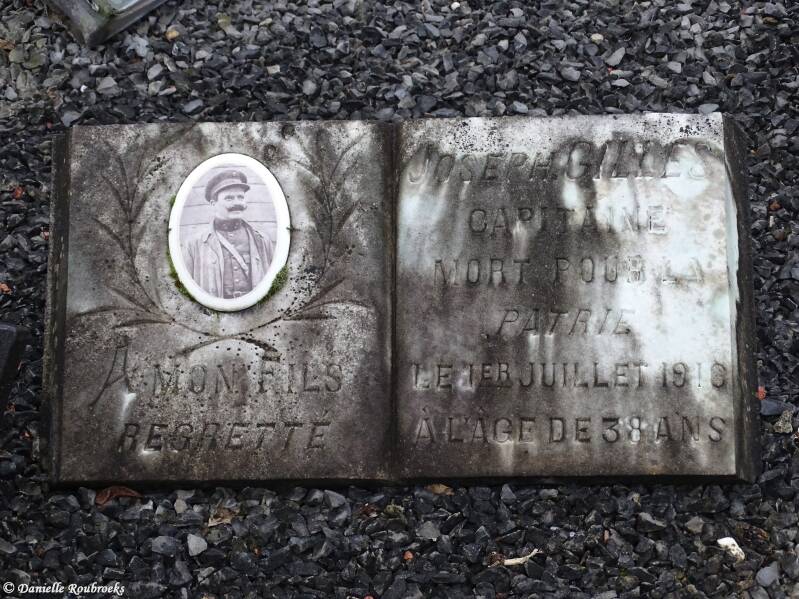 À MON FILS
REGRETTÉ
JOSEPH GILLES
CAPITAINE
MORT POUR LA
PATRIE
LE 1ER JUILLET 1916
À L'ÂGE DE 38 ANS
© Danielle Roubroeks